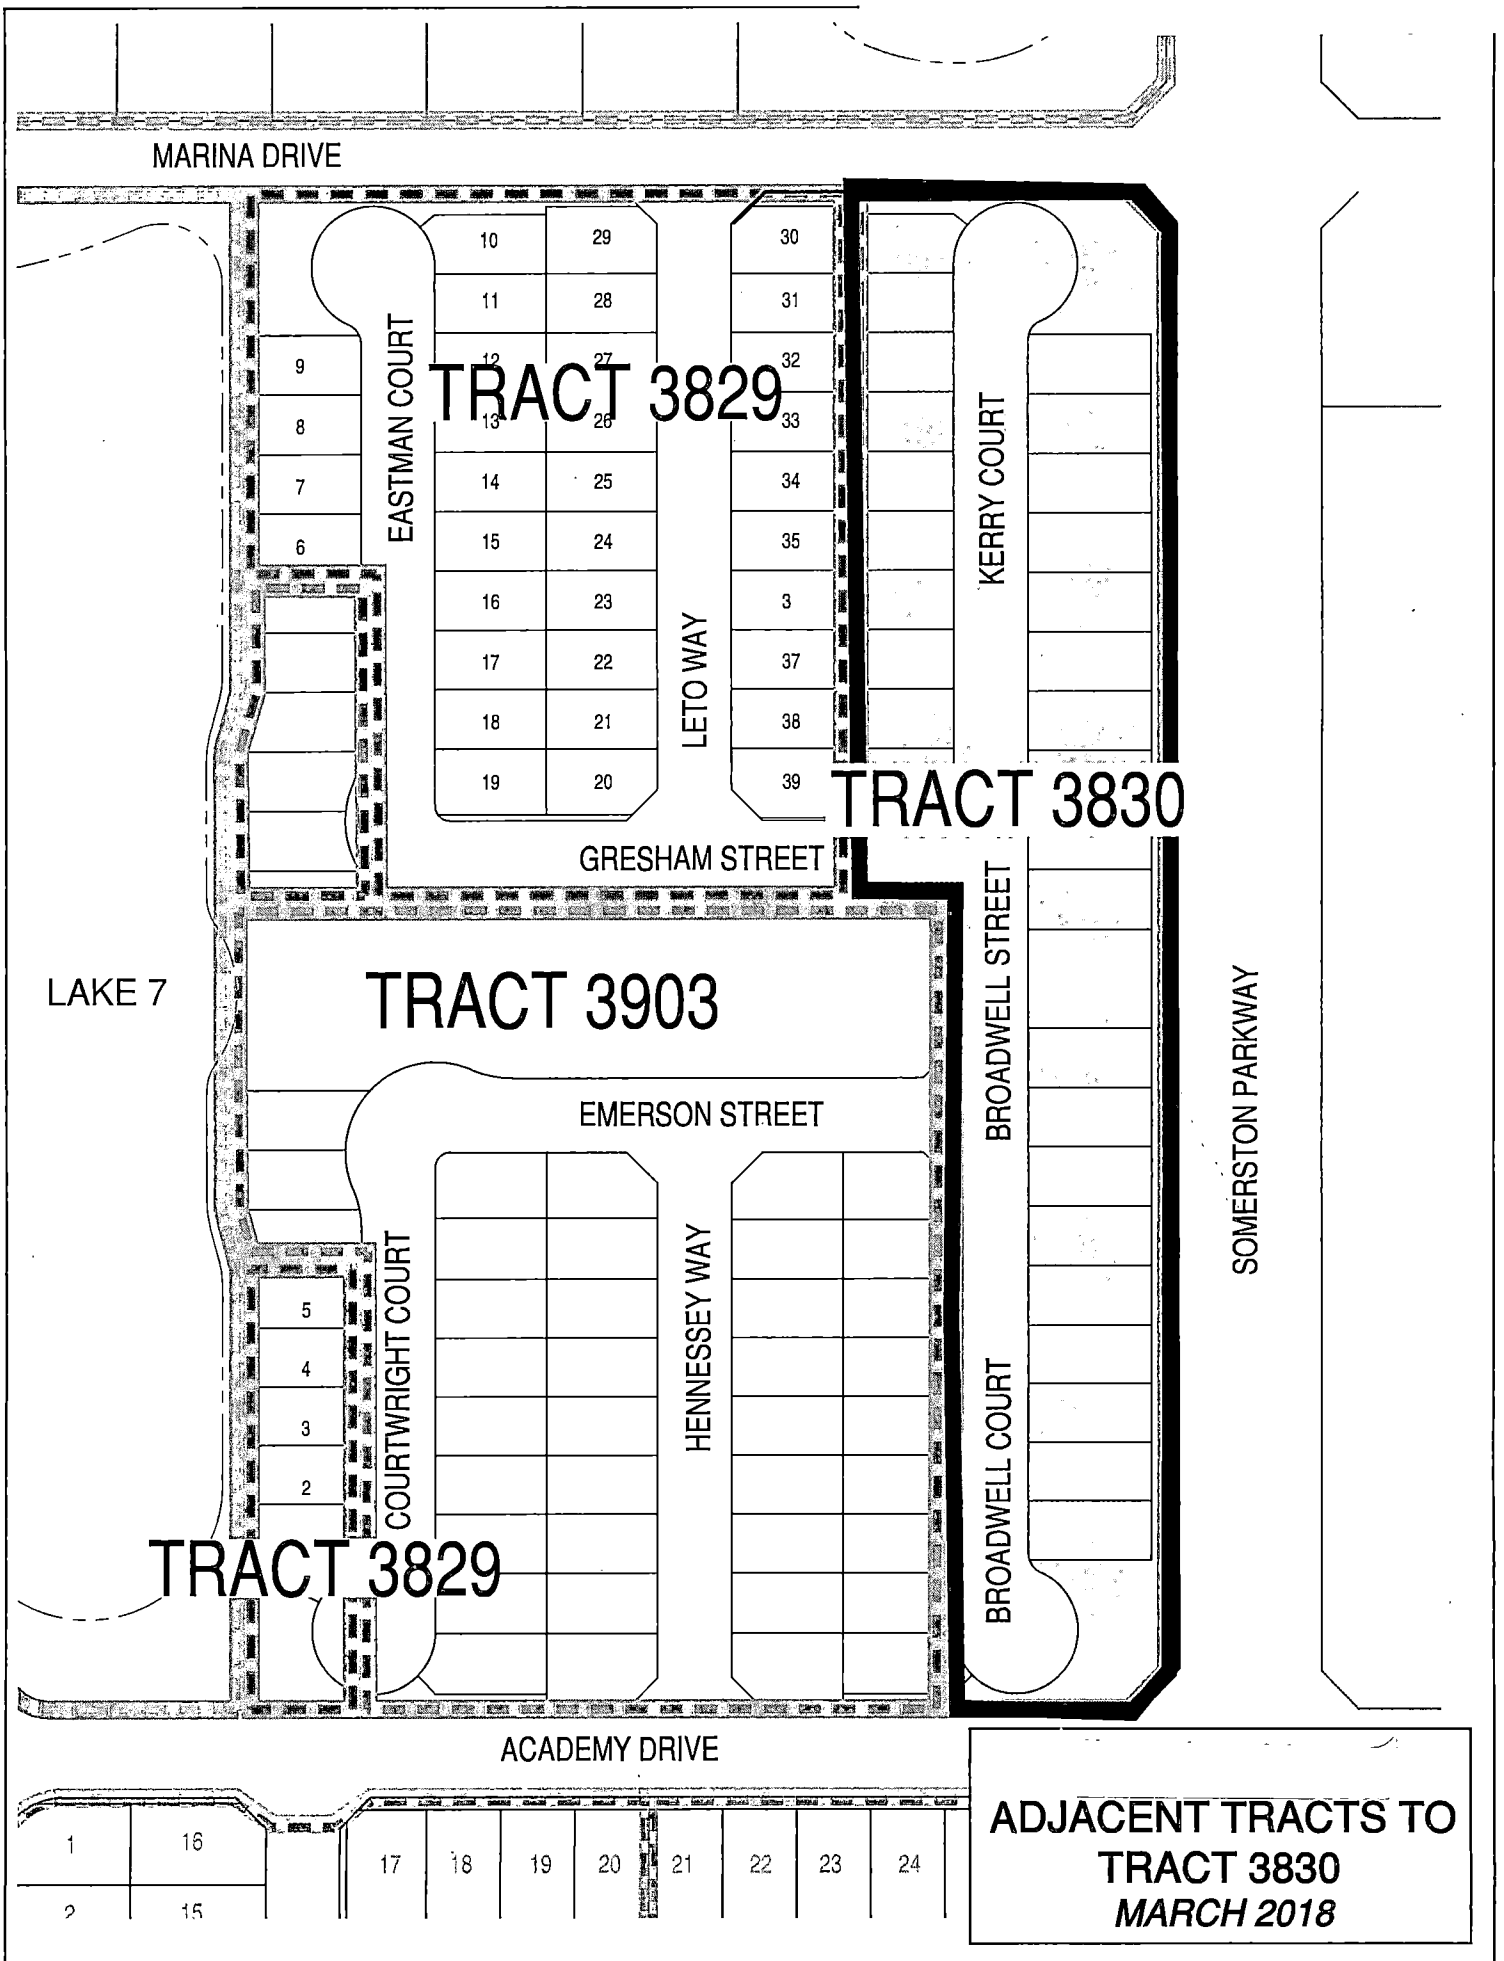 MARINA DRIVE
10
29
30
11
28
31
EASTMAN COURT
9
12
27
32
TRACT 3829
8
13
26
33
KERRY COURT
7
14
25
34
6
15
24
35
16
23
3
LETO WAY
17
22
37
18
21
38
19
20
39
TRACT 3830
GRESHAM STREET
BROADWELL STREET
LAKE 7
TRACT 3903
SOMERSTON PARKWAY
EMERSON STREET
COURTWRIGHT COURT
HENNESSEY WAY
5
4
3
2
BROADWELL COURT
TRACT 3829
ACADEMY DRIVE
1
16
17
18
19
20
21
22
23
24
2
15
ADJACENT TRACTS TO
TRACT 3830
MARCH 2018